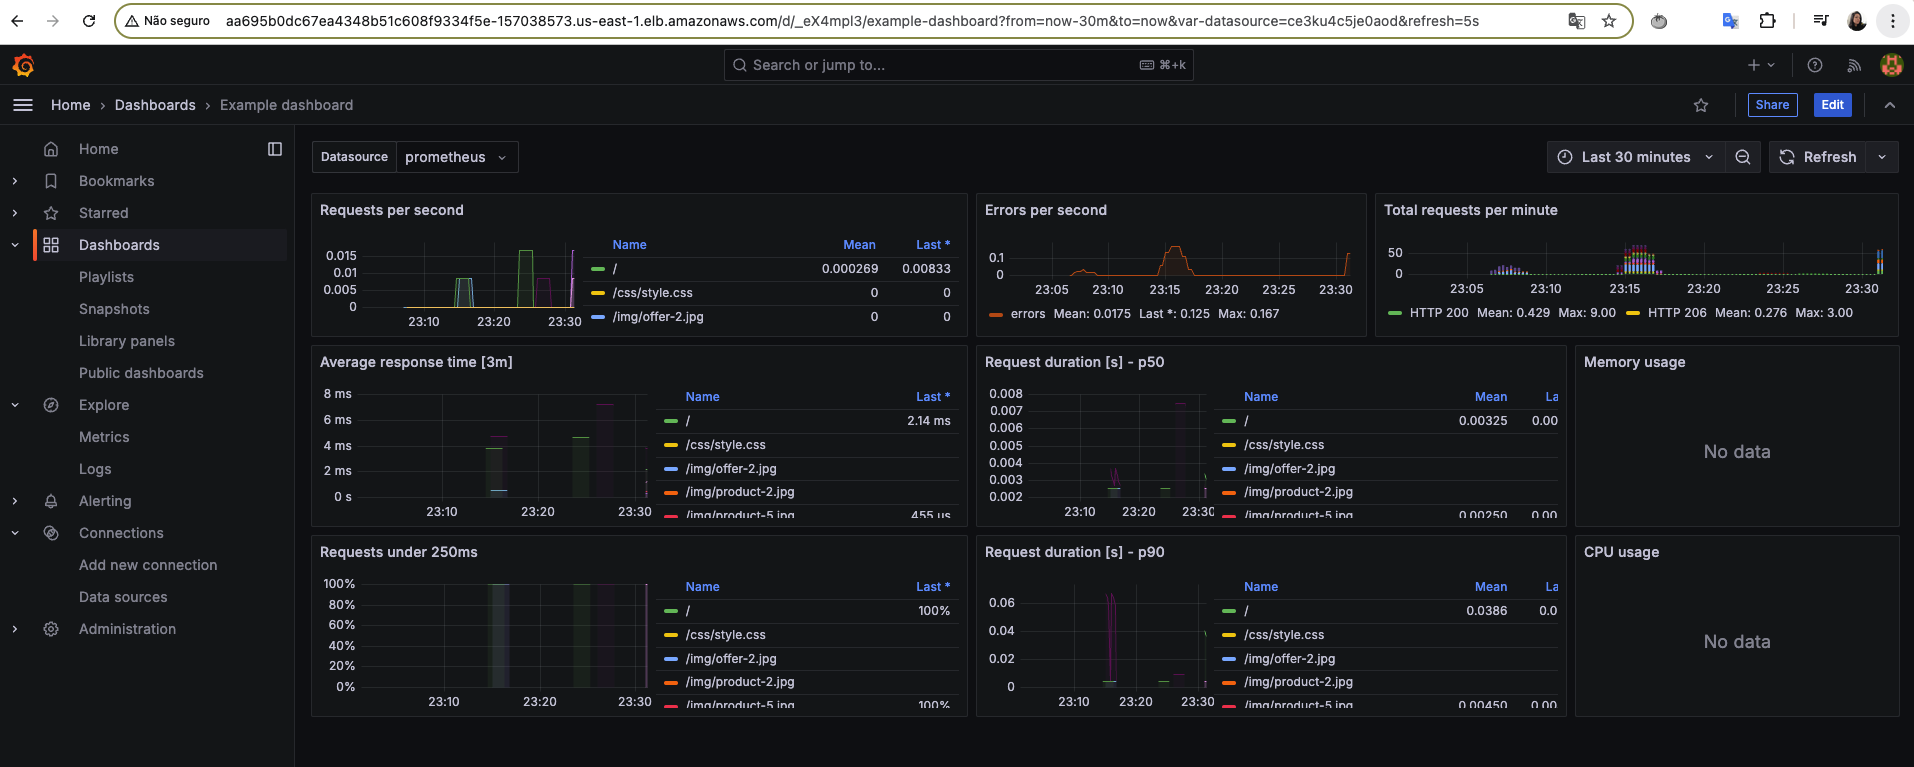 Não seguro aa695b0dc67ea4348b51c608f9334f5e-157038573.us-east-1.elb.amazonaws.com/d/_eX4mpl3/example-dashboard?from=now-30m&to=now&var-datasource=ce3ku4c5je0aod&refresh=5s
Search or jump to... ⌘+k
Home › Dashboards › Example dashboard Share Edit
Home
Bookmarks
Starred
Dashboards
Playlists
Snapshots
Library panels
Public dashboards
Explore
Metrics
Logs
Alerting
Connections
Add new connection
Data sources
Administration
Datasource prometheus Last 30 minutes Refresh
Requests per second
0.015
0.01
0.005
0
23:10 23:20 23:30
Name Mean Last *
/ 0.000269 0.00833
/css/style.css 0 0
/img/offer-2.jpg 0 0
Errors per second
0.1
0
23:05 23:10 23:15 23:20 23:25 23:30
errors Mean: 0.0175 Last *: 0.125 Max: 0.167
Total requests per minute
50
0
23:05 23:10 23:15 23:20 23:25 23:30
HTTP 200 Mean: 0.429 Max: 9.00 HTTP 206 Mean: 0.276 Max: 3.00
Average response time [3m]
8 ms
6 ms
4 ms
2 ms
0 s
23:10 23:20 23:30
Name Last *
/ 2.14 ms
/css/style.css
/img/offer-2.jpg
/img/product-2.jpg
/img/product-5.jpg 455 µs
Request duration [s] - p50
0.008
0.007
0.006
0.005
0.004
0.003
0.002
23:10 23:20 23:30
Name Mean La
/ 0.00325 0.00
/css/style.css
/img/offer-2.jpg
/img/product-2.jpg
/img/product-5.jpg 0.00250 0.00
Memory usage
No data
Requests under 250ms
100%
80%
60%
40%
20%
0%
23:10 23:20 23:30
Name Last *
/ 100%
/css/style.css
/img/offer-2.jpg
/img/product-2.jpg
/img/product-5.jpg 100%
Request duration [s] - p90
0.06
0.04
0.02
0
23:10 23:20 23:30
Name Mean La
/ 0.0386 0.0
/css/style.css
/img/offer-2.jpg
/img/product-2.jpg
/img/product-5.jpg 0.00450 0.00
CPU usage
No data